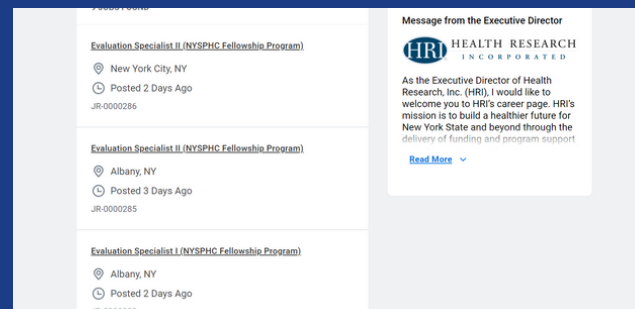 Evaluation Specialist II (NYSPHC Fellowship Program)
New York City, NY
Posted 2 Days Ago
JR-0000286
Evaluation Specialist II (NYSPHC Fellowship Program)
Albany, NY
Posted 3 Days Ago
JR-0000285
Evaluation Specialist I (NYSPHC Fellowship Program)
Albany, NY
Posted 2 Days Ago
Message from the Executive Director
HRI HEALTH RESEARCH
INCORPORATED
As the Executive Director of Health
Research, Inc. (HRI), I would like to
welcome you to HRI's career page. HRI's
mission is to build a healthier future for
New York State and beyond through the
delivery of funding and program support
Read More